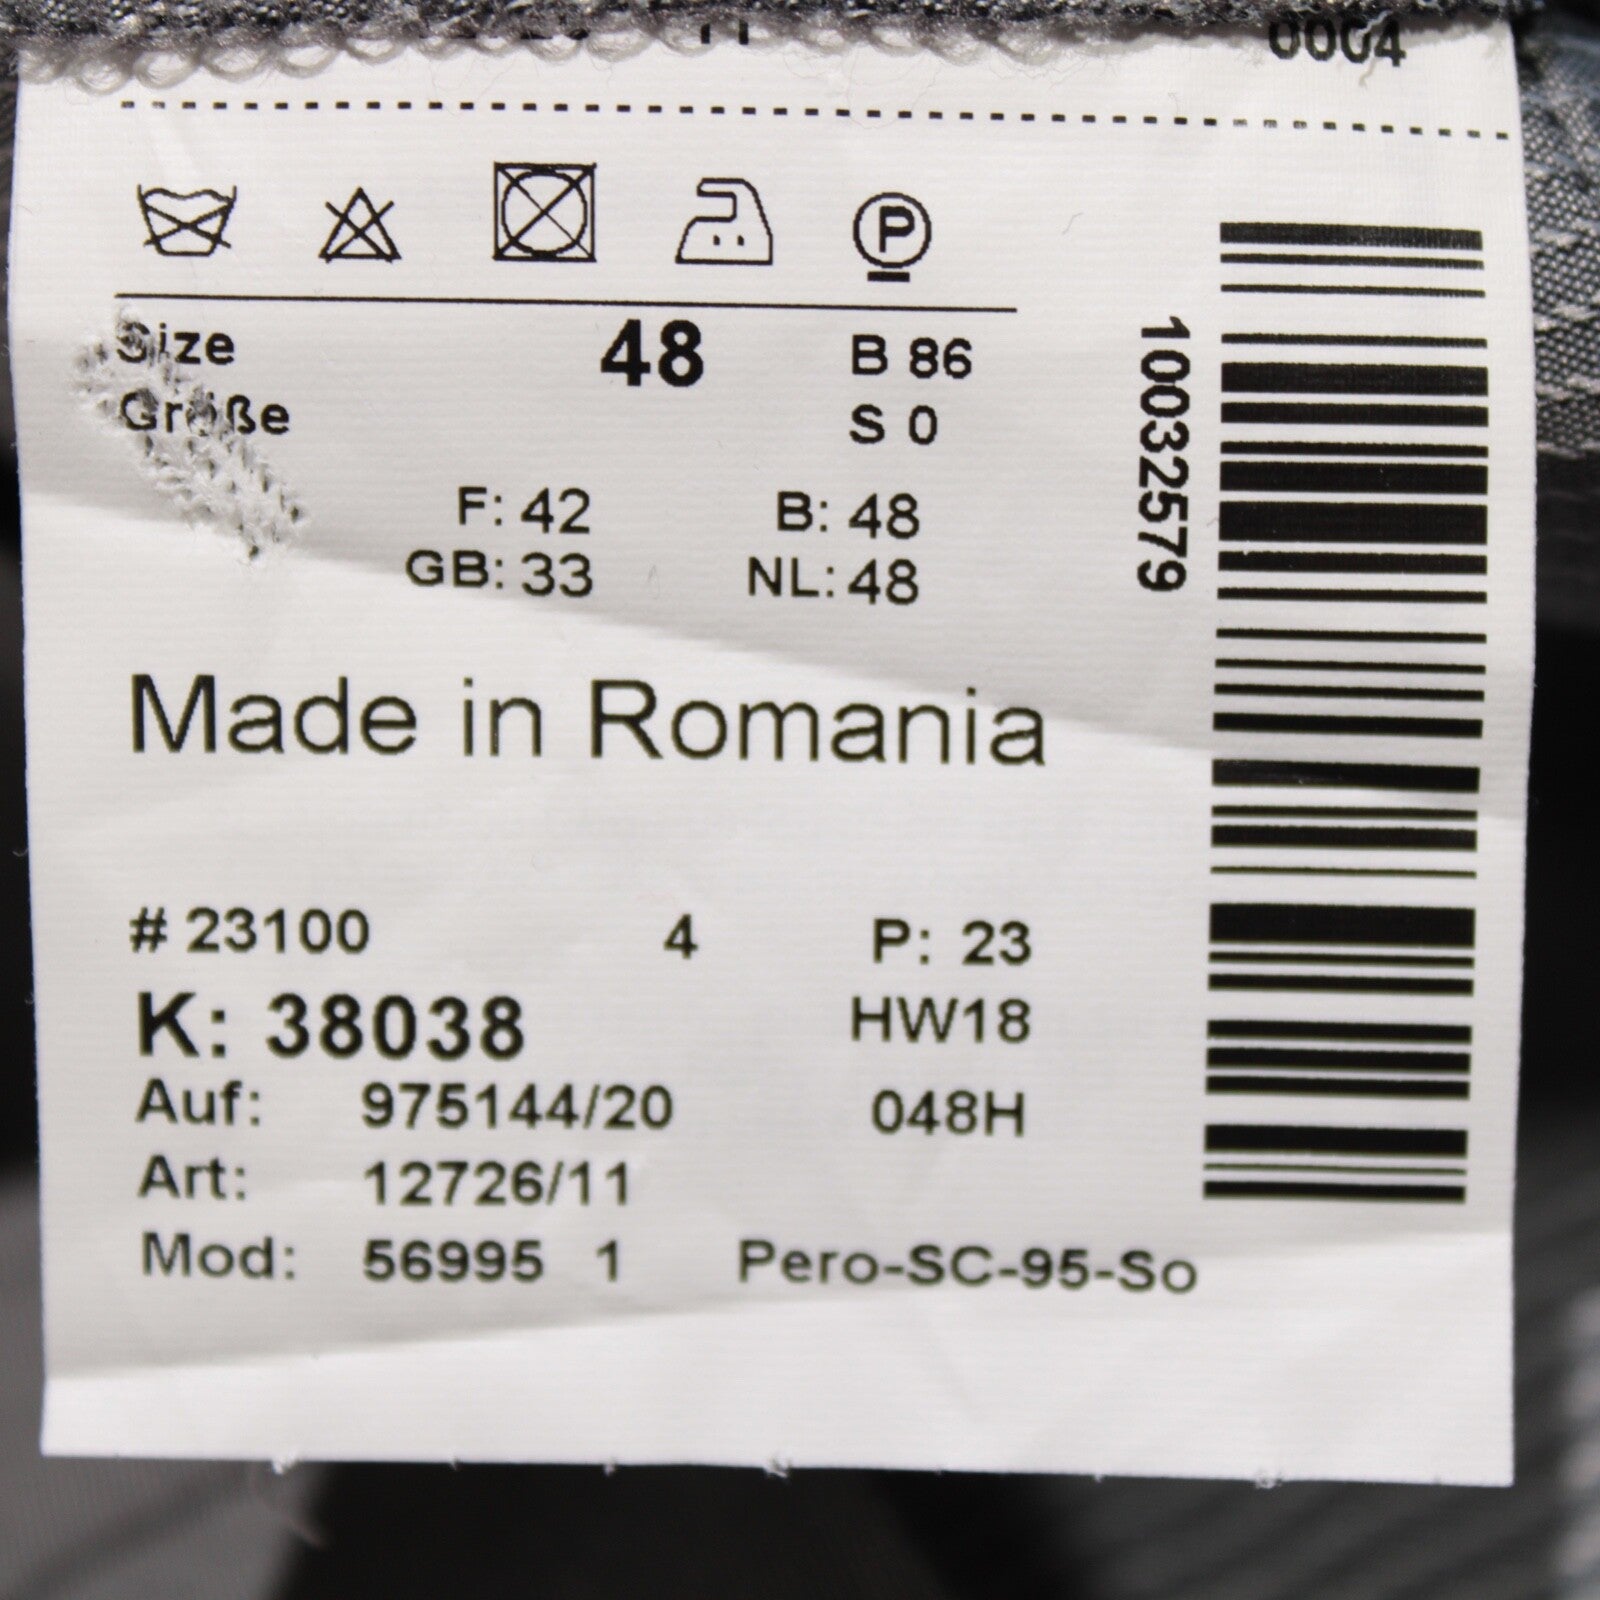 0004
Size 48 B 86
Größe S 0
F: 42 B: 48
GB: 33 NL: 48
Made in Romania
# 23100 4 P: 23
K: 38038 HW18
Auf: 975144/20 048H
Art: 12726/11
Mod: 56995 1 Pero-SC-95-So
10032579